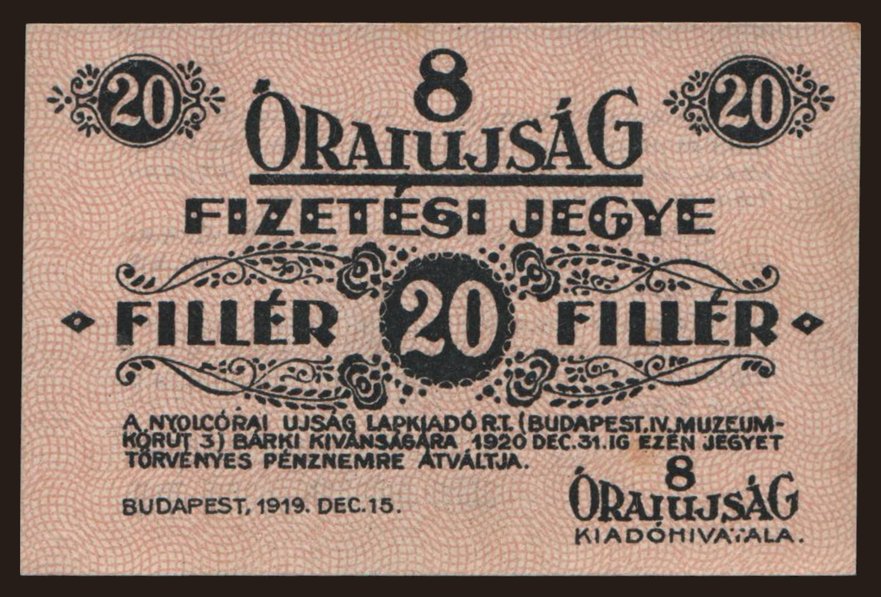 20 8 20
ÓRAIUJSÁG
FIZETÉSI JEGYE
FILLÉR 20 FILLÉR
A NYOLCÓRAI UJSÁG LAPKIADÓ R.T. (BUDAPEST, IV. MUZEUM-
KÖRUT 3) BÁRKI KIVÁNSÁGÁRA 1920 DEC. 31. IG EZEN JEGYET
TÖRVÉNYES PÉNZNEMRE ÁTVÁLTJA.
BUDAPEST, 1919. DEC. 15.
8
ÓRAIUJSÁG
KIADÓHIVATALA.